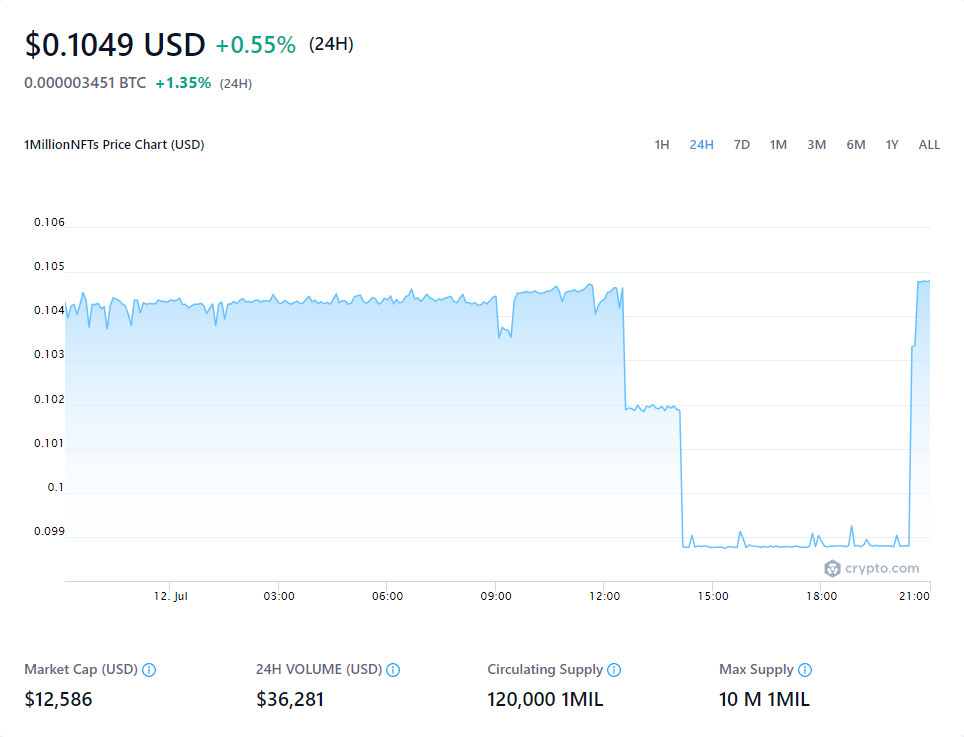 $0.1049 USD +0.55% (24H)
0.000003451 BTC +1.35% (24H)
1MillionNFTs Price Chart (USD) 1H 24H 7D 1M 3M 6M 1Y ALL
0.106
0.105
0.104
0.103
0.102
0.101
0.1
0.099
crypto.com
12. Jul 03:00 06:00 09:00 12:00 15:00 18:00 21:00
Market Cap (USD) 24H VOLUME (USD) Circulating Supply Max Supply
$12,586 $36,281 120,000 1MIL 10 M 1MIL